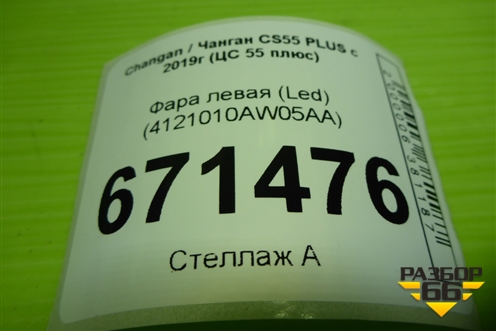 Changan / Чанган CS55 PLUS с
2019г (ЦС 55 плюс)
Фара левая (Led)
(4121010AW05AA)
671476
Стеллаж А
РАЗБОР
66